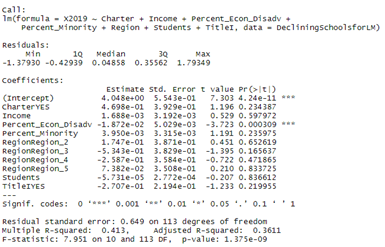 Call:
lm(formula = X2019 ~ Charter + Income + Percent_Econ_Disadv +
Percent_Minority + Region + Students + TitleI, data = DecliningSchoolsforLM)
Residuals:
Min 1Q Median 3Q Max
-1.37930 -0.42939 0.04858 0.35562 1.79349
Coefficients:
Estimate Std. Error t value Pr(>|t|)
(Intercept) 4.048e+00 5.543e-01 7.303 4.24e-11 ***
CharterYES 4.698e-01 3.929e-01 1.196 0.234387
Income 1.688e-03 3.192e-03 0.529 0.597972
Percent_Econ_Disadv -1.872e-02 5.029e-03 -3.723 0.000309 ***
Percent_Minority 3.950e-03 3.315e-03 1.191 0.235975
RegionRegion_2 1.747e-01 3.871e-01 0.451 0.652619
RegionRegion_3 -5.343e-01 3.829e-01 -1.395 0.165637
RegionRegion_4 -2.587e-01 3.584e-01 -0.722 0.471865
RegionRegion_5 7.382e-02 3.508e-01 0.210 0.833725
Students -5.731e-05 2.772e-04 -0.207 0.836612
TitleIYES -2.707e-01 2.194e-01 -1.233 0.219955
---
Signif. codes: 0 ‘***’ 0.001 ‘**’ 0.01 ‘*’ 0.05 ‘.’ 0.1 ‘ ’ 1
Residual standard error: 0.649 on 113 degrees of freedom
Multiple R-squared: 0.413, Adjusted R-squared: 0.3611
F-statistic: 7.951 on 10 and 113 DF, p-value: 1.375e-09